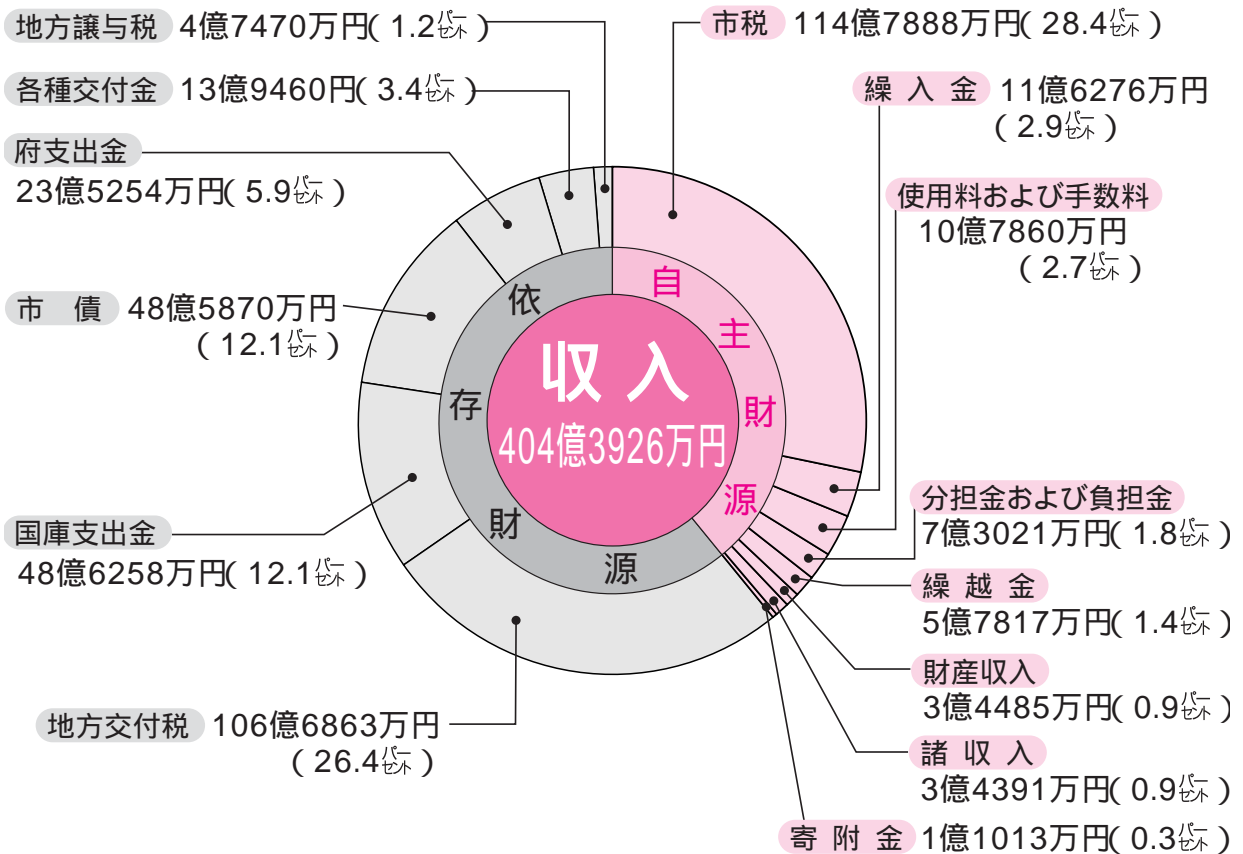 地方譲与税 4億7470万円( 1.2パーセント )
各種交付金 13億9460円( 3.4パーセント )
府支出金
23億5254万円( 5.9パーセント )
市 債 48億5870万円
( 12.1パーセント )
国庫支出金
48億6258万円( 12.1パーセント )
地方交付税 106億6863万円
( 26.4パーセント )
依存財源
収入
404億3926万円
自主財源
市税 114億7888万円( 28.4パーセント )
繰入金 11億6276万円
( 2.9パーセント )
使用料および手数料
10億7860万円
( 2.7パーセント )
分担金および負担金
7億3021万円( 1.8パーセント )
繰越金
5億7817万円( 1.4パーセント )
財産収入
3億4485万円( 0.9パーセント )
諸収入
3億4391万円( 0.9パーセント )
寄附金 1億1013万円( 0.3パーセント )